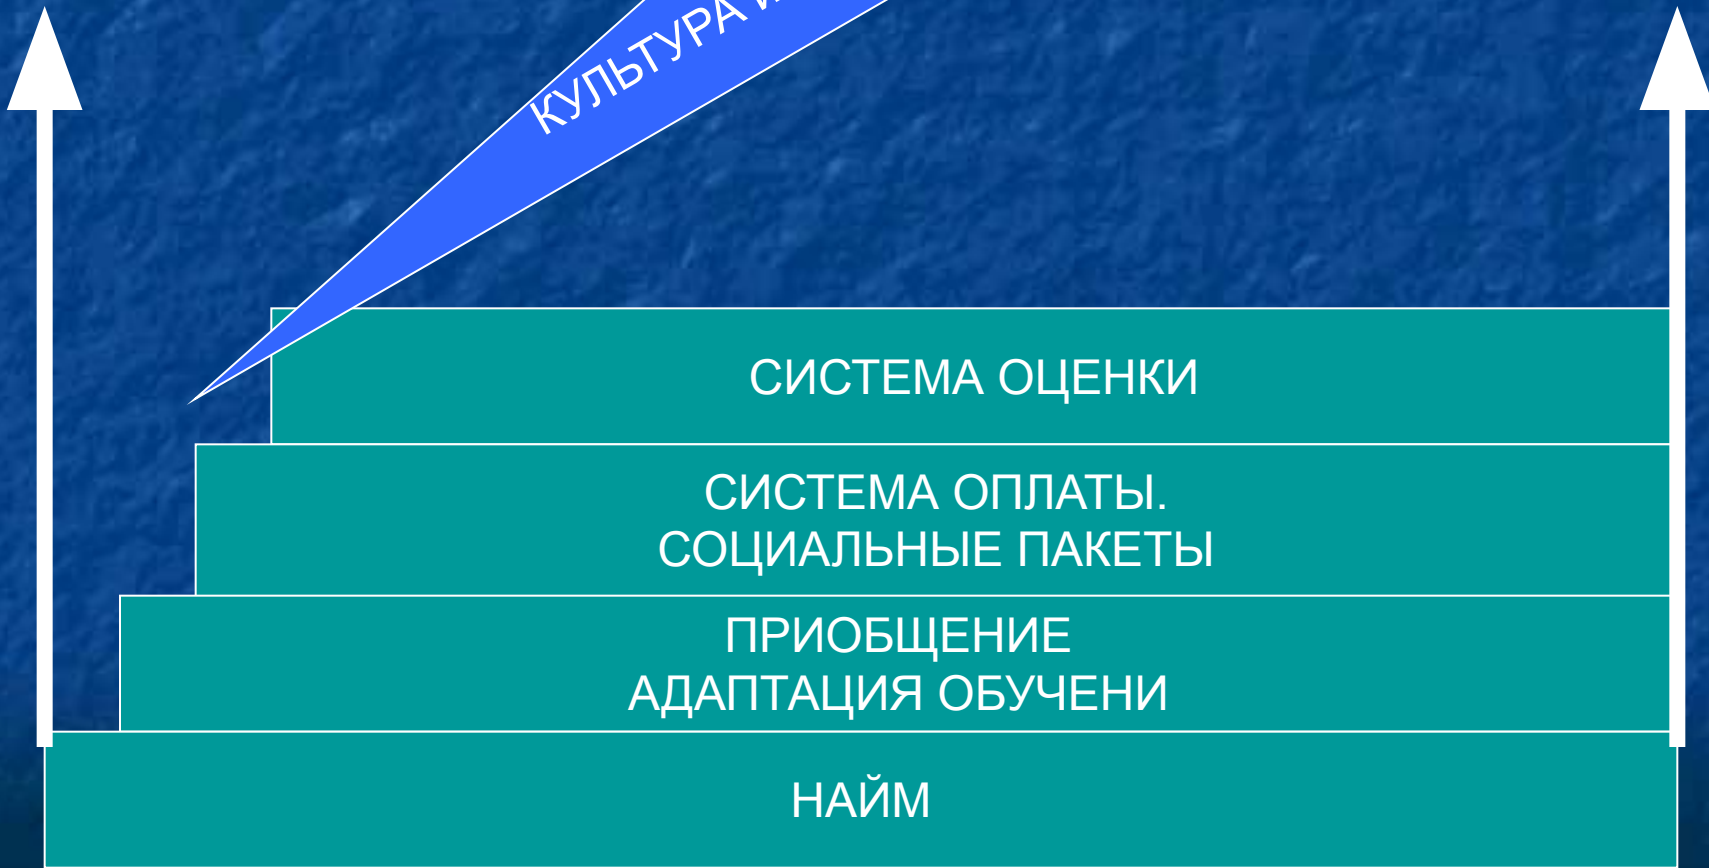 КУЛЬТУРА
СИСТЕМА ОЦЕНКИ
СИСТЕМА ОПЛАТЫ.
СОЦИАЛЬНЫЕ ПАКЕТЫ
ПРИОБЩЕНИЕ
АДАПТАЦИЯ ОБУЧЕНИ
НАЙМ